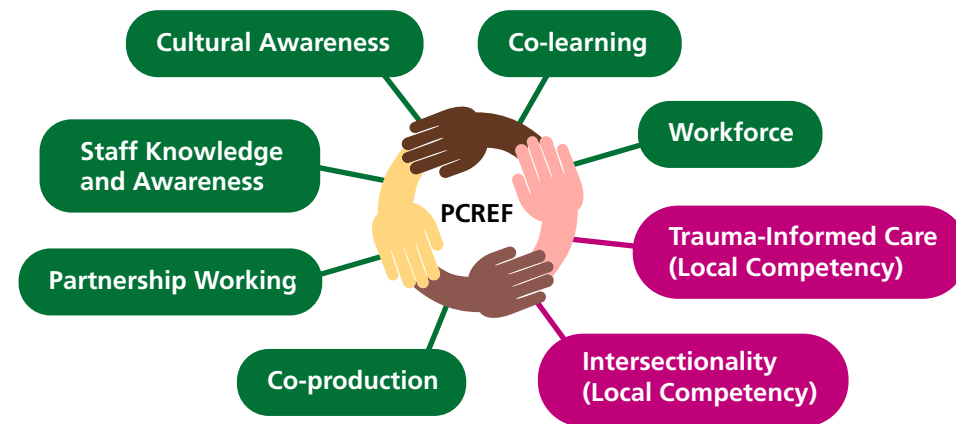 Cultural Awareness
Co-learning
Staff Knowledge
and Awareness
Workforce
PCREF
Partnership Working
Trauma-Informed Care
(Local Competency)
Co-production
Intersectionality
(Local Competency)